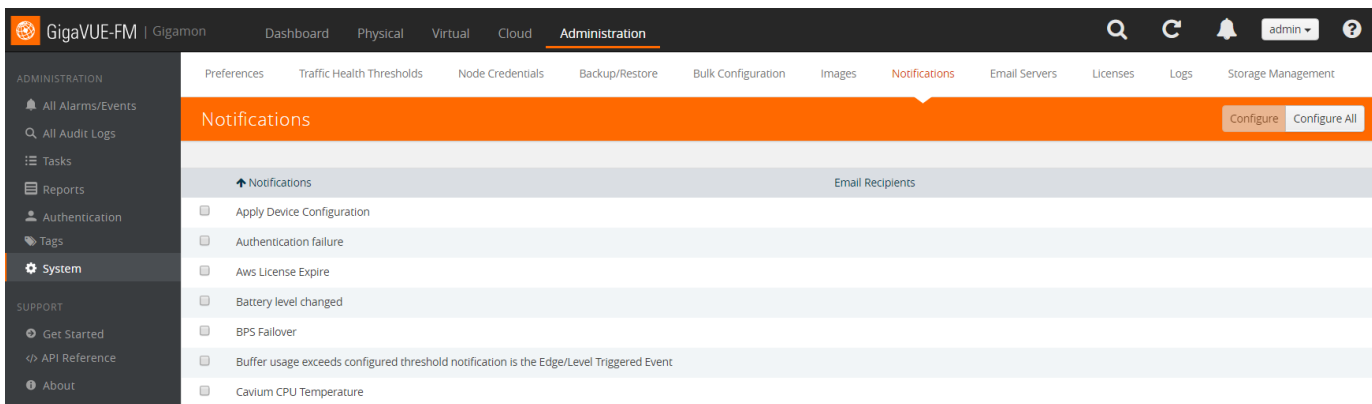 GigaVUE-FM | Gigamon Dashboard Physical Virtual Cloud Administration admin
ADMINISTRATION
All Alarms/Events
All Audit Logs
Tasks
Reports
Authentication
Tags
System
SUPPORT
Get Started
</> API Reference
About
Preferences Traffic Health Thresholds Node Credentials Backup/Restore Bulk Configuration Images Notifications Email Servers Licenses Logs Storage Management
Notifications Configure Configure All
Notifications Email Recipients
Apply Device Configuration
Authentication failure
Aws License Expire
Battery level changed
BPS Failover
Buffer usage exceeds configured threshold notification is the Edge/Level Triggered Event
Cavium CPU Temperature